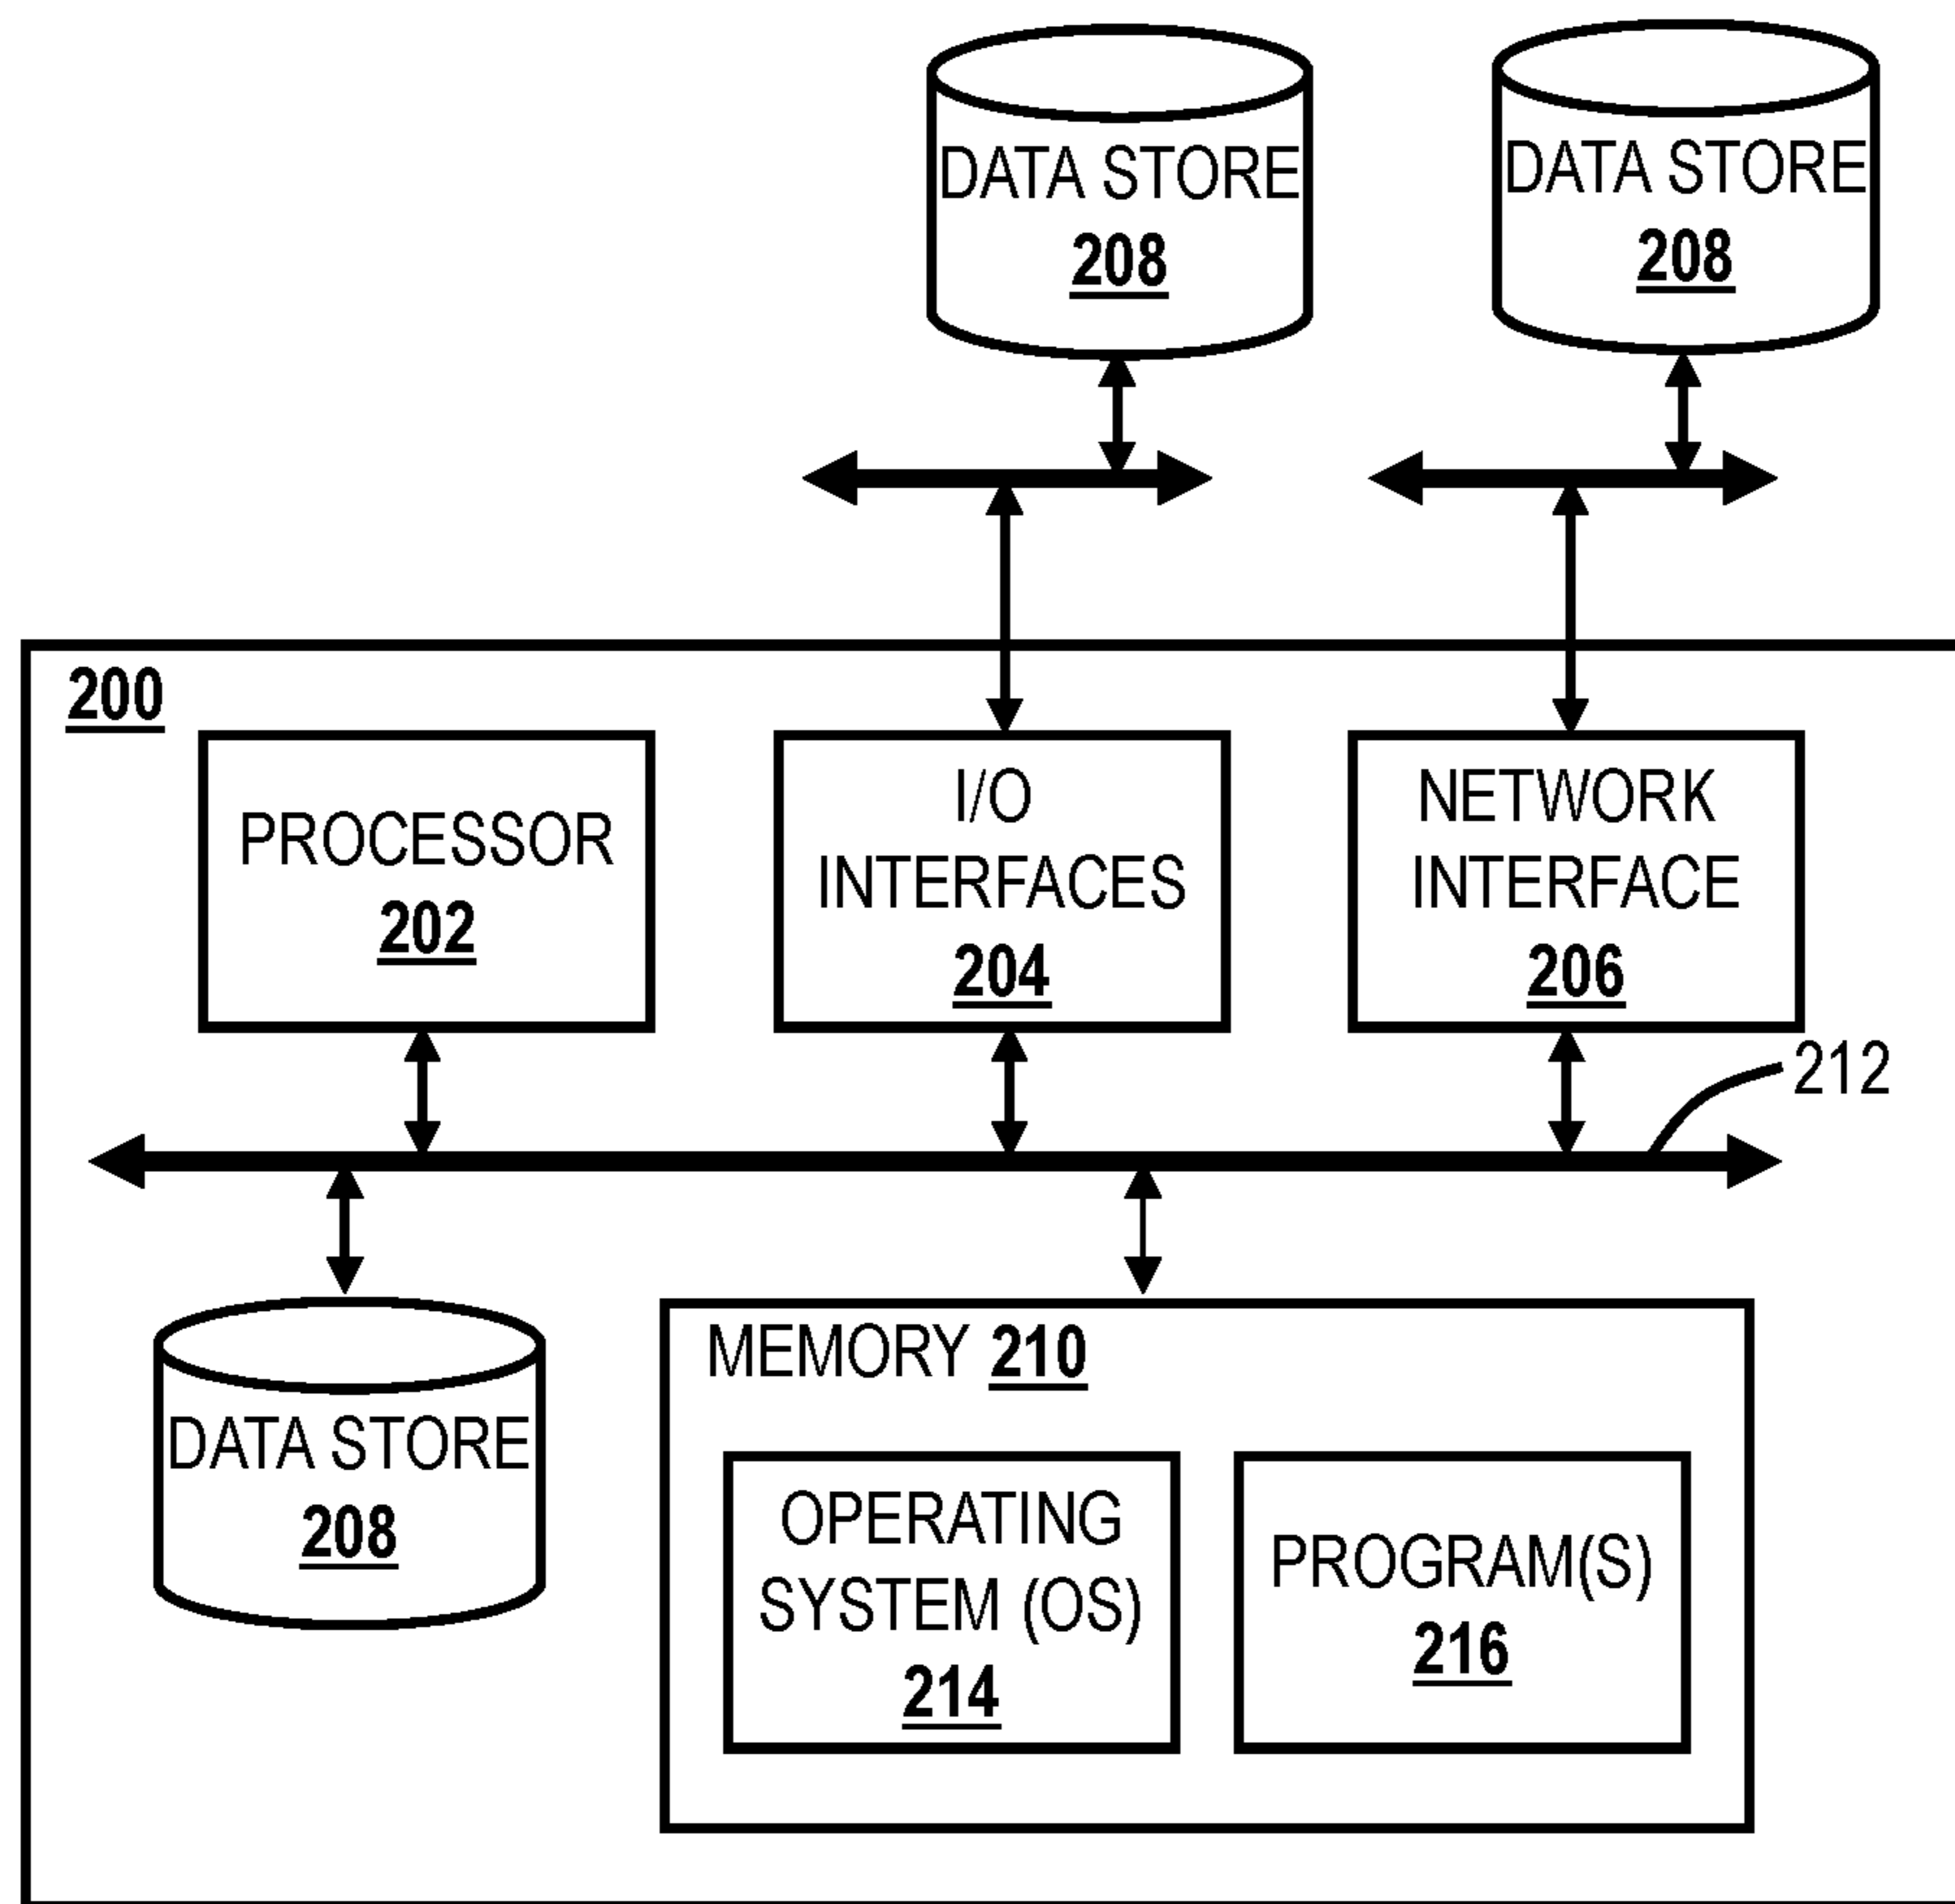 DATA STORE
208
DATA STORE
208
200
PROCESSOR
202
I/O
INTERFACES
204
NETWORK
INTERFACE
206
212
DATA STORE
208
MEMORY 210
OPERATING
SYSTEM (OS)
214
PROGRAM(S)
216